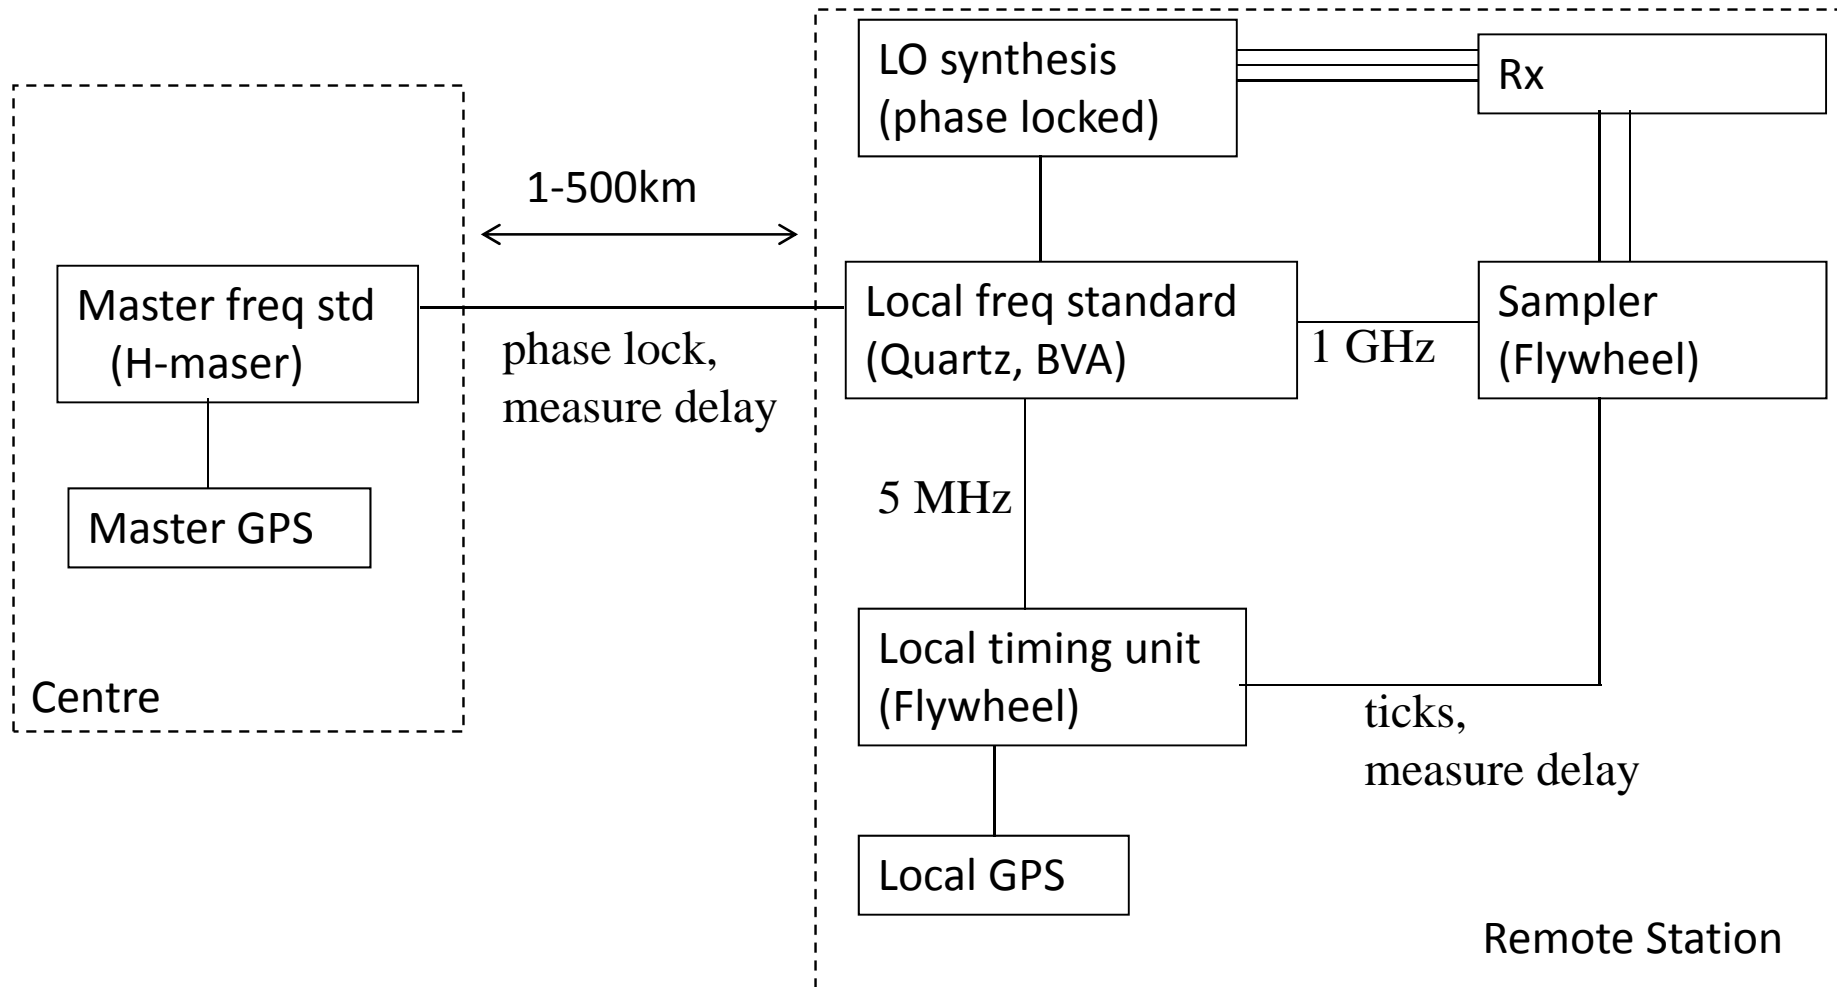 LO synthesis
(phase locked)
Rx
1-500km
Master freq std
(H-maser)
phase lock,
measure delay
Local freq standard
(Quartz, BVA)
1 GHz
Sampler
(Flywheel)
Master GPS
5 MHz
Centre
Local timing unit
(Flywheel)
ticks,
measure delay
Local GPS
Remote Station